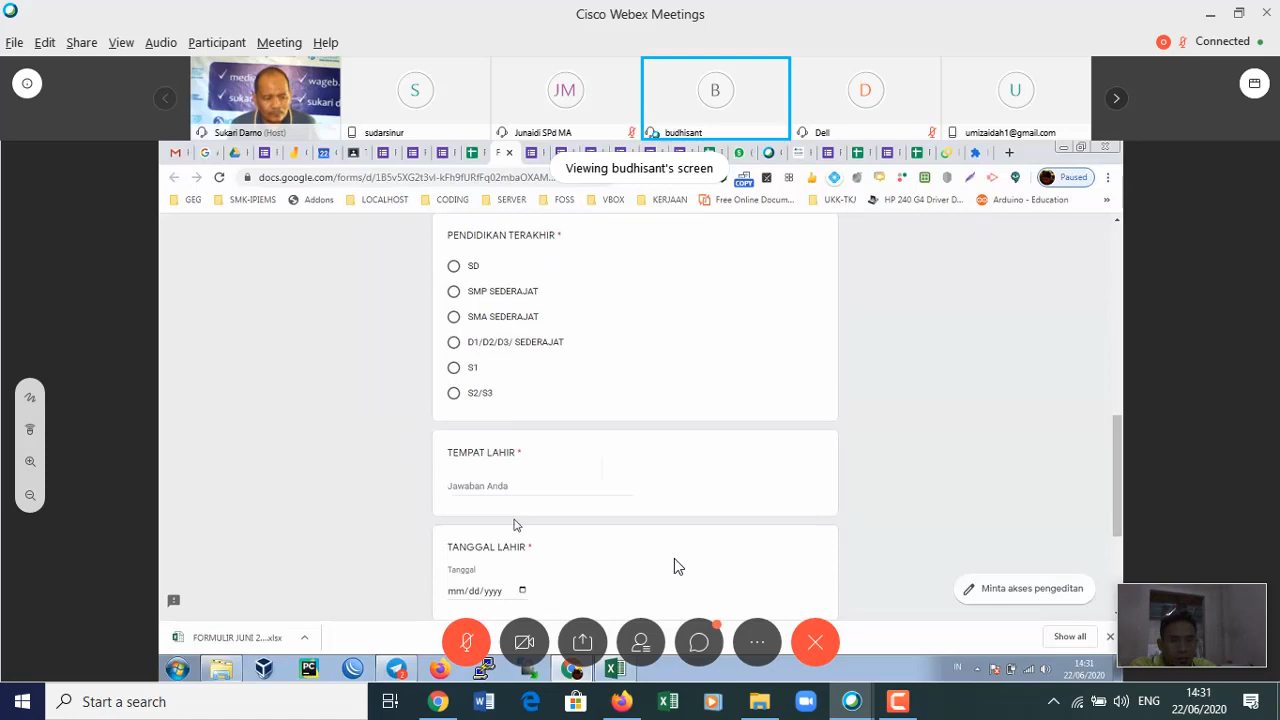 Cisco Webex Meetings
File Edit Share View Audio Participant Meeting Help
Connected
S
JM
B
D
U
Sukari Darno (Host)
sudarsinur
Junaidi SPd MA
budhisant
Dell
umizaidah1@gmail.com
Viewing budhisant's screen
docs.google.com/forms/d/1BSv5XG2t3vI-kFh9fURfFq02mbaOXAM...
COPY
Paused
GEG
SMK-IPIEMS
Addons
LOCALHOST
CODING
SERVER
FOSS
VBOX
KERJAAN
Free Online Docum...
UKK-TKJ
HP 240 G4 Driver D...
Arduino - Education
PENDIDIKAN TERAKHIR *
SD
SMP SEDERAJAT
SMA SEDERAJAT
D1/D2/D3/ SEDERAJAT
S1
S2/S3
TEMPAT LAHIR *
Jawaban Anda
TANGGAL LAHIR *
Tanggal
mm/dd/yyyy
Minta akses pengeditan
FORMULIR JUNI 2....xlsx
Show all
IN
14:31
22/06/2020
Start a search
ENG
14:31
22/06/2020